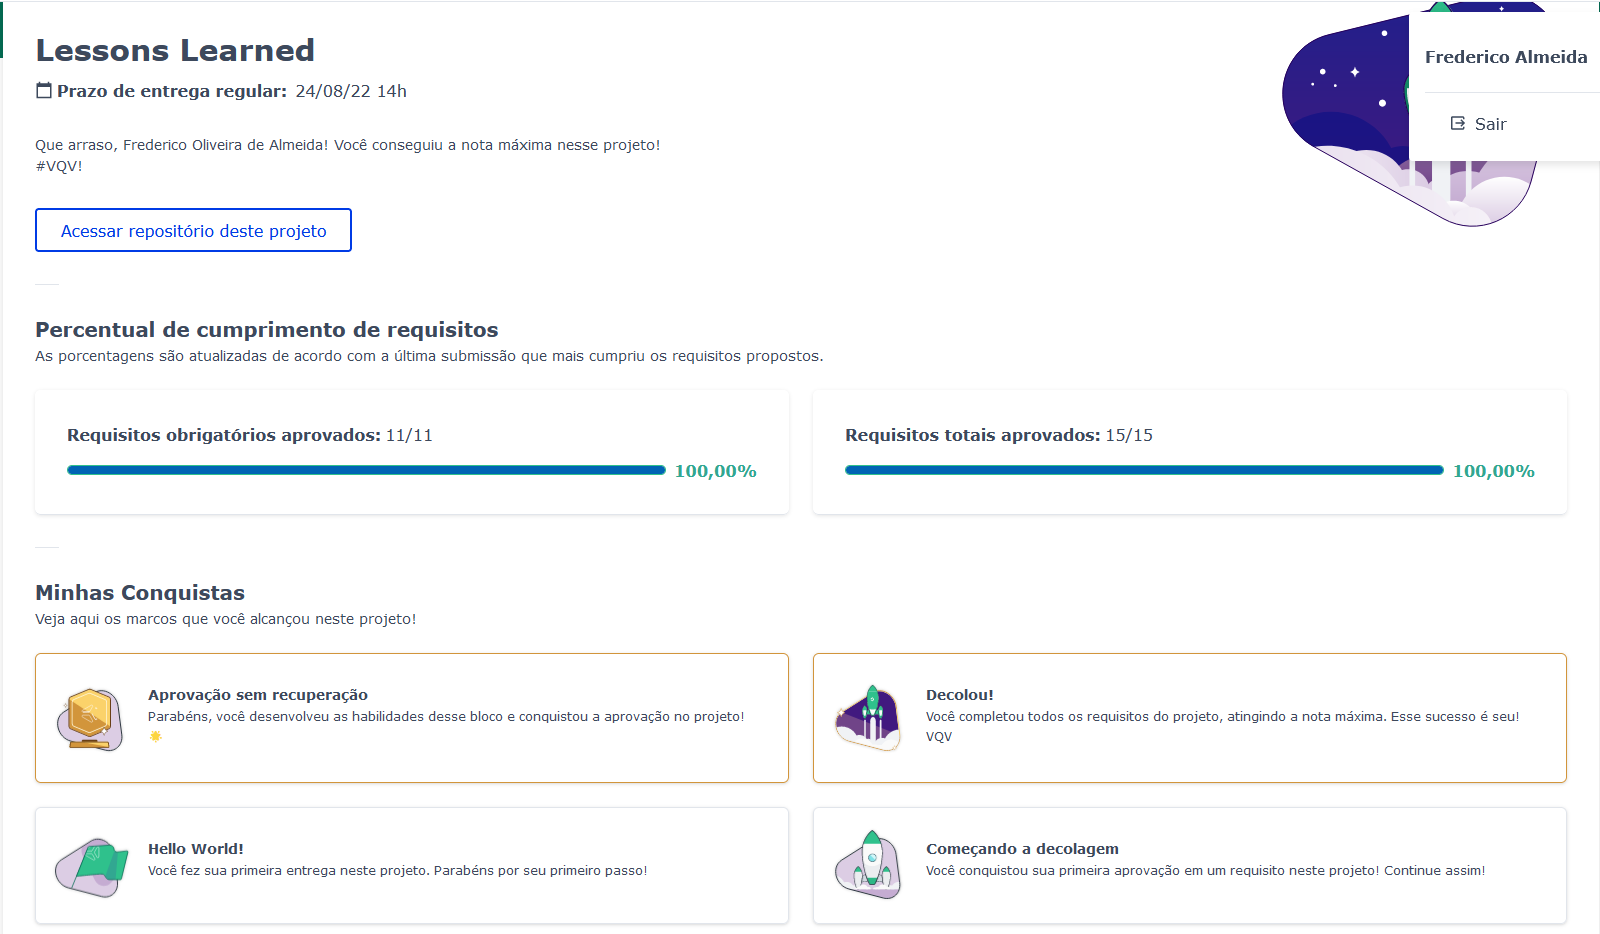 Lessons Learned
Prazo de entrega regular: 24/08/22 14h
Frederico Almeida
Sair
Que arraso, Frederico Oliveira de Almeida! Você conseguiu a nota máxima nesse projeto!
#VQV!
Acessar repositório deste projeto
Percentual de cumprimento de requisitos
As porcentagens são atualizadas de acordo com a última submissão que mais cumpriu os requisitos propostos.
Requisitos obrigatórios aprovados: 11/11
100,00%
Requisitos totais aprovados: 15/15
100,00%
Minhas Conquistas
Veja aqui os marcos que você alcançou neste projeto!
Aprovação sem recuperação
Parabéns, você desenvolveu as habilidades desse bloco e conquistou a aprovação no projeto!
🌟
Decolou!
Você completou todos os requisitos do projeto, atingindo a nota máxima. Esse sucesso é seu!
VQV
Hello World!
Você fez sua primeira entrega neste projeto. Parabéns por seu primeiro passo!
Começando a decolagem
Você conquistou sua primeira aprovação em um requisito neste projeto! Continue assim!